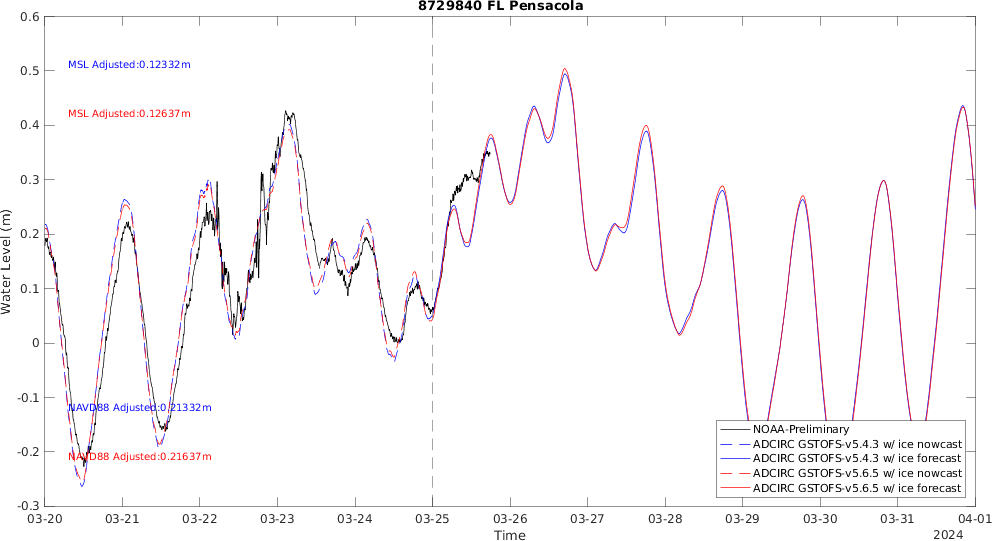 8729840 FL Pensacola
0.6
0.5
0.4
0.3
0.2
0.1
0
-0.1
-0.2
-0.3
Water Level (m)
MSL Adjusted:0.12332m
MSL Adjusted:0.12637m
NAVD88 Adjusted:0.21332m
NAVD88 Adjusted:0.21637m
NOAA-Preliminary
ADCIRC GSTOFS-v5.4.3 w/ ice nowcast
ADCIRC GSTOFS-v5.4.3 w/ ice forecast
ADCIRC GSTOFS-v5.6.5 w/ ice nowcast
ADCIRC GSTOFS-v5.6.5 w/ ice forecast
03-20 03-21 03-22 03-23 03-24 03-25 03-26 03-27 03-28 03-29 03-30 03-31 04-01
Time
2024